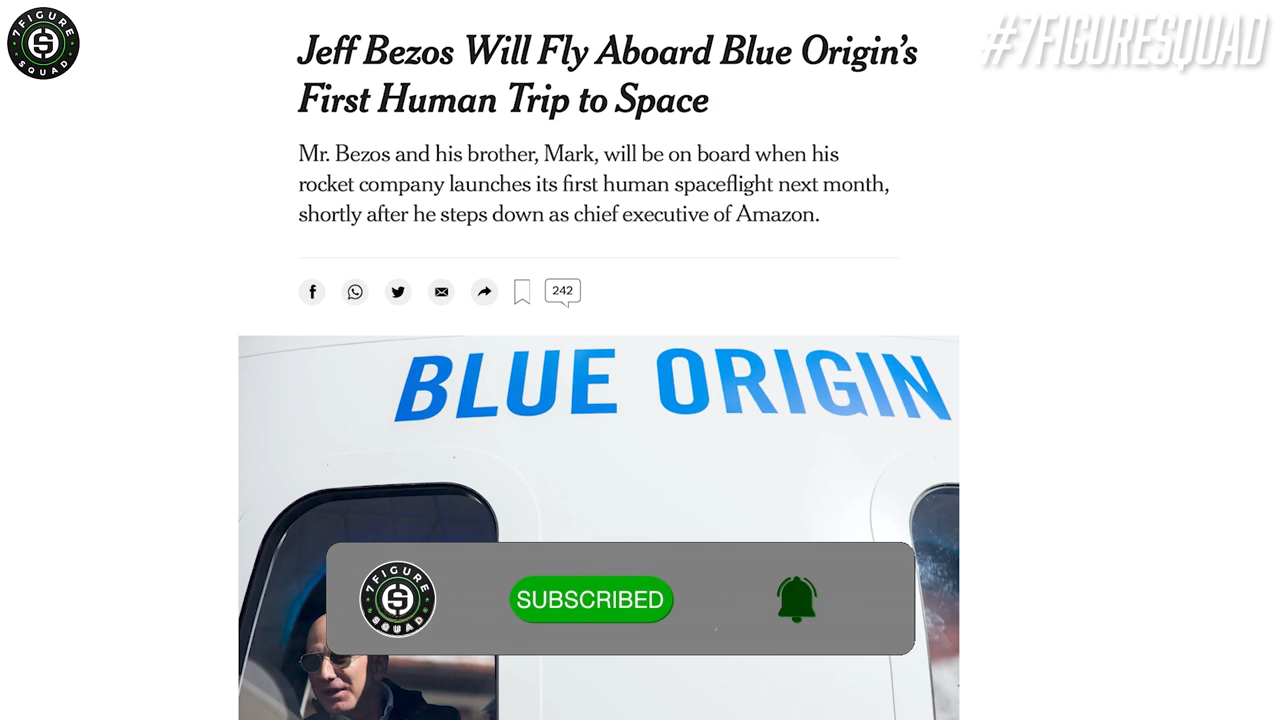 7FIGURE
SQUAD
#7FIGURESQUAD
Jeff Bezos Will Fly Aboard Blue Origin’s
First Human Trip to Space
Mr. Bezos and his brother, Mark, will be on board when his
rocket company launches its first human spaceflight next month,
shortly after he steps down as chief executive of Amazon.
242
BLUE ORIGIN
7FIGURE
SQUAD
SUBSCRIBED